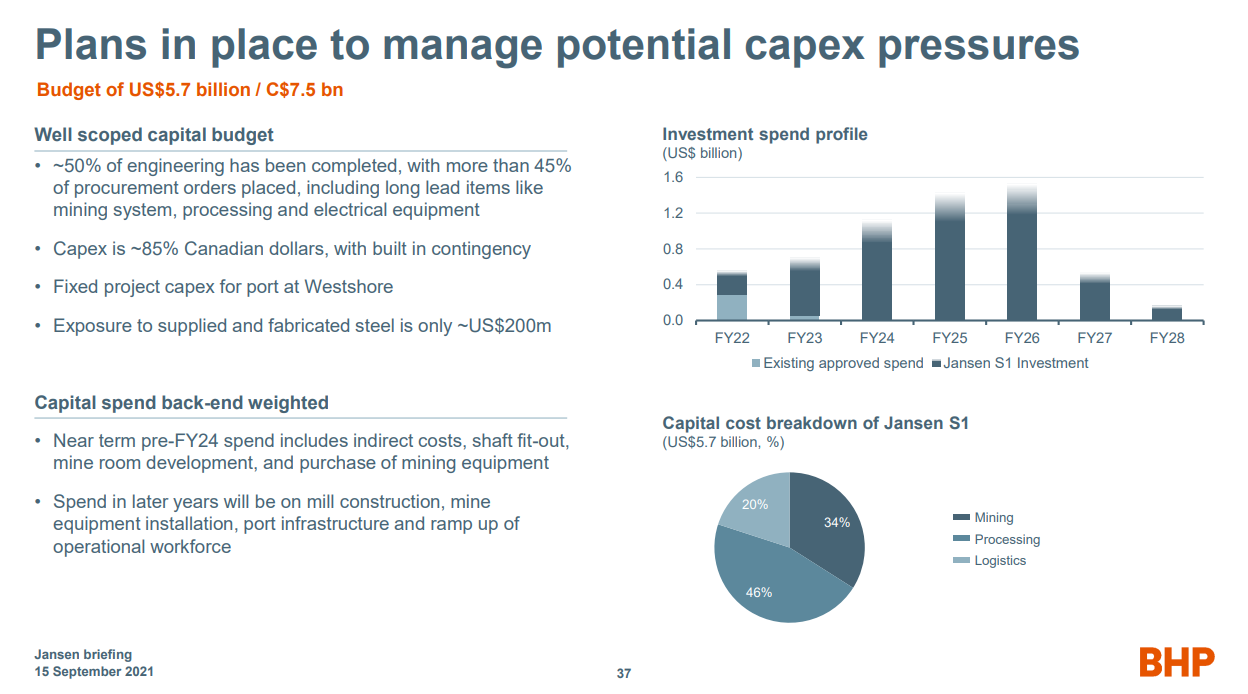 Plans in place to manage potential capex pressures
Budget of US$5.7 billion / C$7.5 bn
Well scoped capital budget
• ~50% of engineering has been completed, with more than 45%
of procurement orders placed, including long lead items like
mining system, processing and electrical equipment
• Capex is ~85% Canadian dollars, with built in contingency
• Fixed project capex for port at Westshore
• Exposure to supplied and fabricated steel is only ~US$200m
Capital spend back-end weighted
• Near term pre-FY24 spend includes indirect costs, shaft fit-out,
mine room development, and purchase of mining equipment
• Spend in later years will be on mill construction, mine
equipment installation, port infrastructure and ramp up of
operational workforce
Investment spend profile
(US$ billion)
1.6
1.2
0.8
0.4
0.0
FY22 FY23 FY24 FY25 FY26 FY27 FY28
Existing approved spend Jansen S1 Investment
Capital cost breakdown of Jansen S1
(US$5.7 billion, %)
20%
34%
46%
Mining
Processing
Logistics
Jansen briefing
15 September 2021
37
BHP